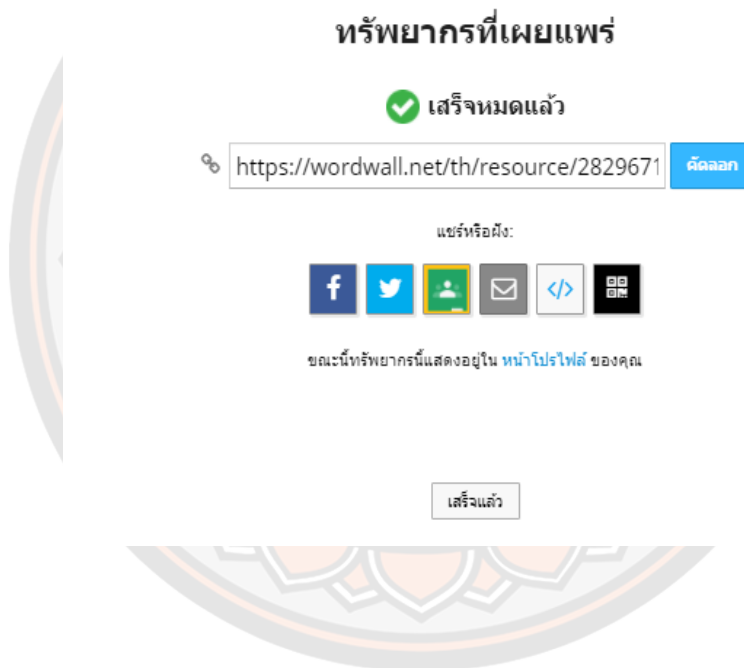 ทรัพยากรที่เผยแพร่
เสร็จหมดแล้ว
https://wordwall.net/th/resource/2829671 คัดลอก
แชร์หรือฝัง:
ขณะนี้ทรัพยากรนี้แสดงอยู่ใน หน้าโปรไฟล์ ของคุณ
เสร็จแล้ว